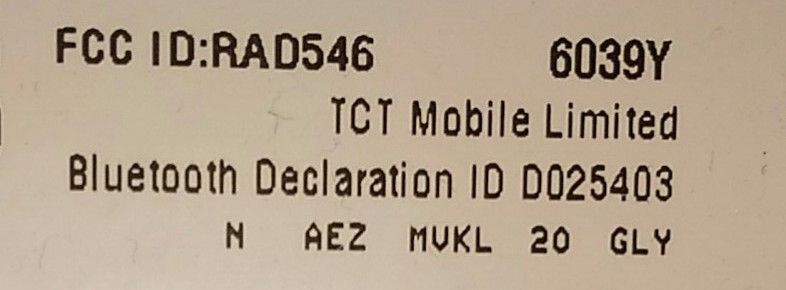 FCC ID:RAD546 6039Y
TCT Mobile Limited
Bluetooth Declaration ID D025403
N AEZ MVKL 20 GLY